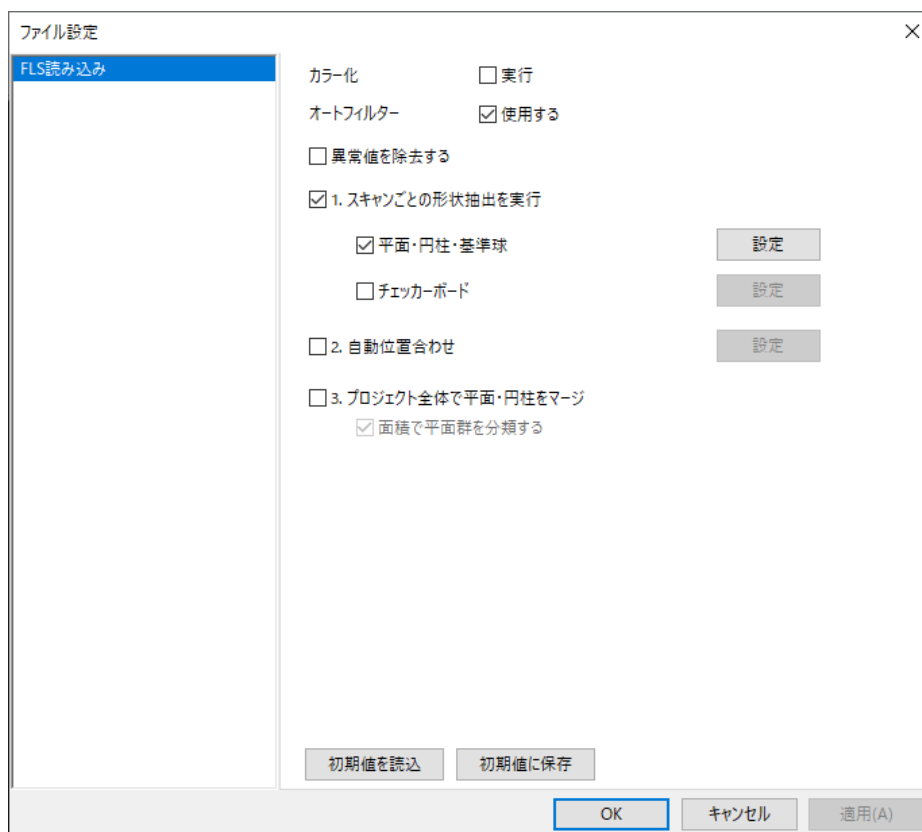 ファイル設定
FLS読み込み
カラー化 実行
オートフィルター 使用する
異常値を除去する
1. スキャンごとの形状抽出を実行
平面・円柱・基準球 設定
チェッカーボード 設定
2. 自動位置合わせ 設定
3. プロジェクト全体で平面・円柱をマージ
面積で平面群を分類する
初期値を読込 初期値に保存
OK キャンセル 適用(A)